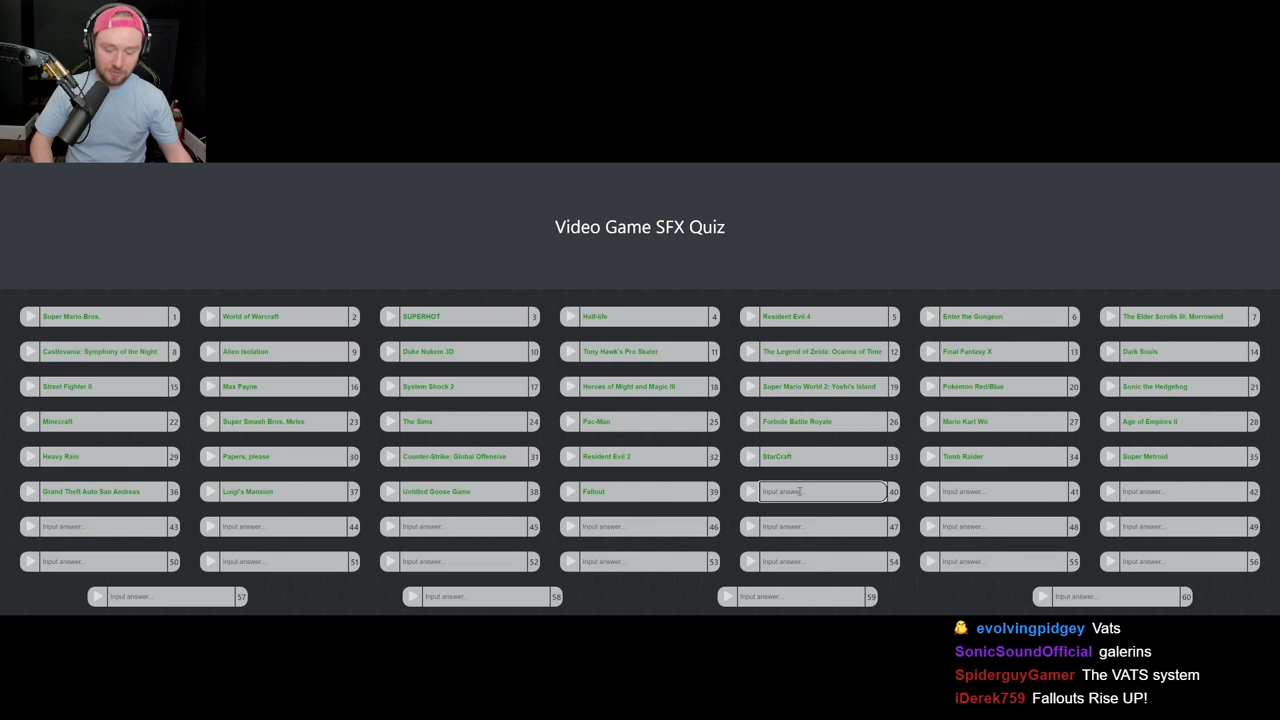 Video Game SFX Quiz
Super Mario Bros. 1 World of Warcraft 2 SUPERHOT 3 Half-life 4 Resident Evil 4 5 Enter the Gungeon 6 The Elder Scrolls III: Morrowind 7
Castlevania: Symphony of the Night 8 Alien Isolation 9 Duke Nukem 3D 10 Tony Hawk's Pro Skater 11 The Legend of Zelda: Ocarina of Time 12 Final Fantasy X 13 Dark Souls 14
Street Fighter II 15 Max Payne 16 System Shock 2 17 Heroes of Might and Magic III 18 Super Mario World 2: Yoshi's Island 19 Pokémon Red/Blue 20 Sonic the Hedgehog 21
Minecraft 22 Super Smash Bros. Melee 23 The Sims 24 Pac-Man 25 Fortnite Battle Royale 26 Mario Kart Wii 27 Age of Empires II 28
Heavy Rain 29 Papers, please 30 Counter-Strike: Global Offensive 31 Resident Evil 2 32 StarCraft 33 Tomb Raider 34 Super Metroid 35
Grand Theft Auto San Andreas 36 Luigi's Mansion 37 Untitled Goose Game 38 Fallout 39 Input answer... 40 Input answer... 41 Input answer... 42
Input answer... 43 Input answer... 44 Input answer... 45 Input answer... 46 Input answer... 47 Input answer... 48 Input answer... 49
Input answer... 50 Input answer... 51 Input answer... 52 Input answer... 53 Input answer... 54 Input answer... 55 Input answer... 56
Input answer... 57 Input answer... 58 Input answer... 59 Input answer... 60
evolvingpidgey Vats
SonicSoundOfficial galerins
SpiderguyGamer The VATS system
iDerek759 Fallouts Rise UP!